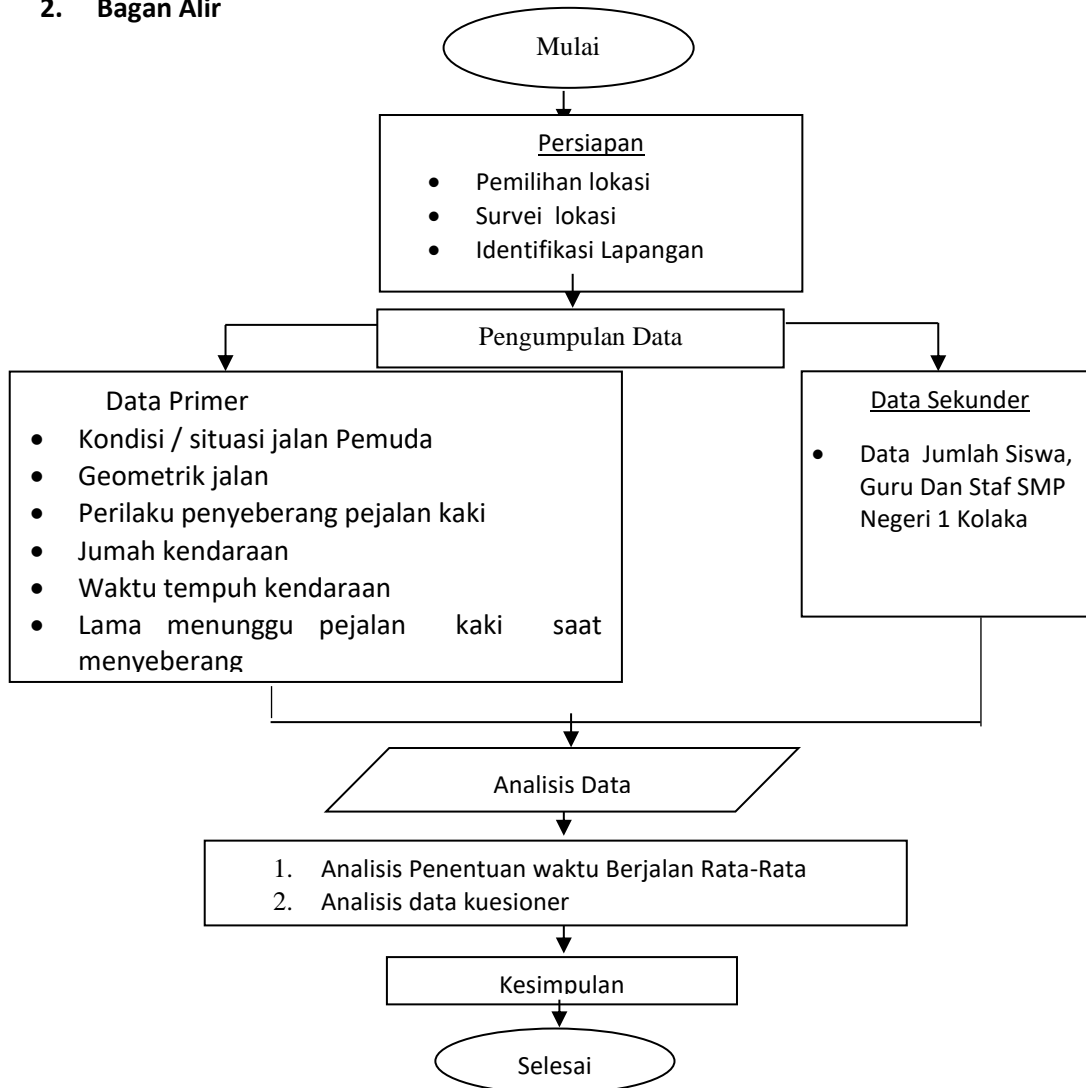 2. Bagan Alir
Mulai
Persiapan
• Pemilihan lokasi
• Survei lokasi
• Identifikasi Lapangan
Pengumpulan Data
Data Primer
• Kondisi / situasi jalan Pemuda
• Geometrik jalan
• Perilaku penyeberang pejalan kaki
• Jumah kendaraan
• Waktu tempuh kendaraan
• Lama menunggu pejalan kaki saat
menyeberang
Data Sekunder
• Data Jumlah Siswa,
Guru Dan Staf SMP
Negeri 1 Kolaka
Analisis Data
1. Analisis Penentuan waktu Berjalan Rata-Rata
2. Analisis data kuesioner
Kesimpulan
Selesai